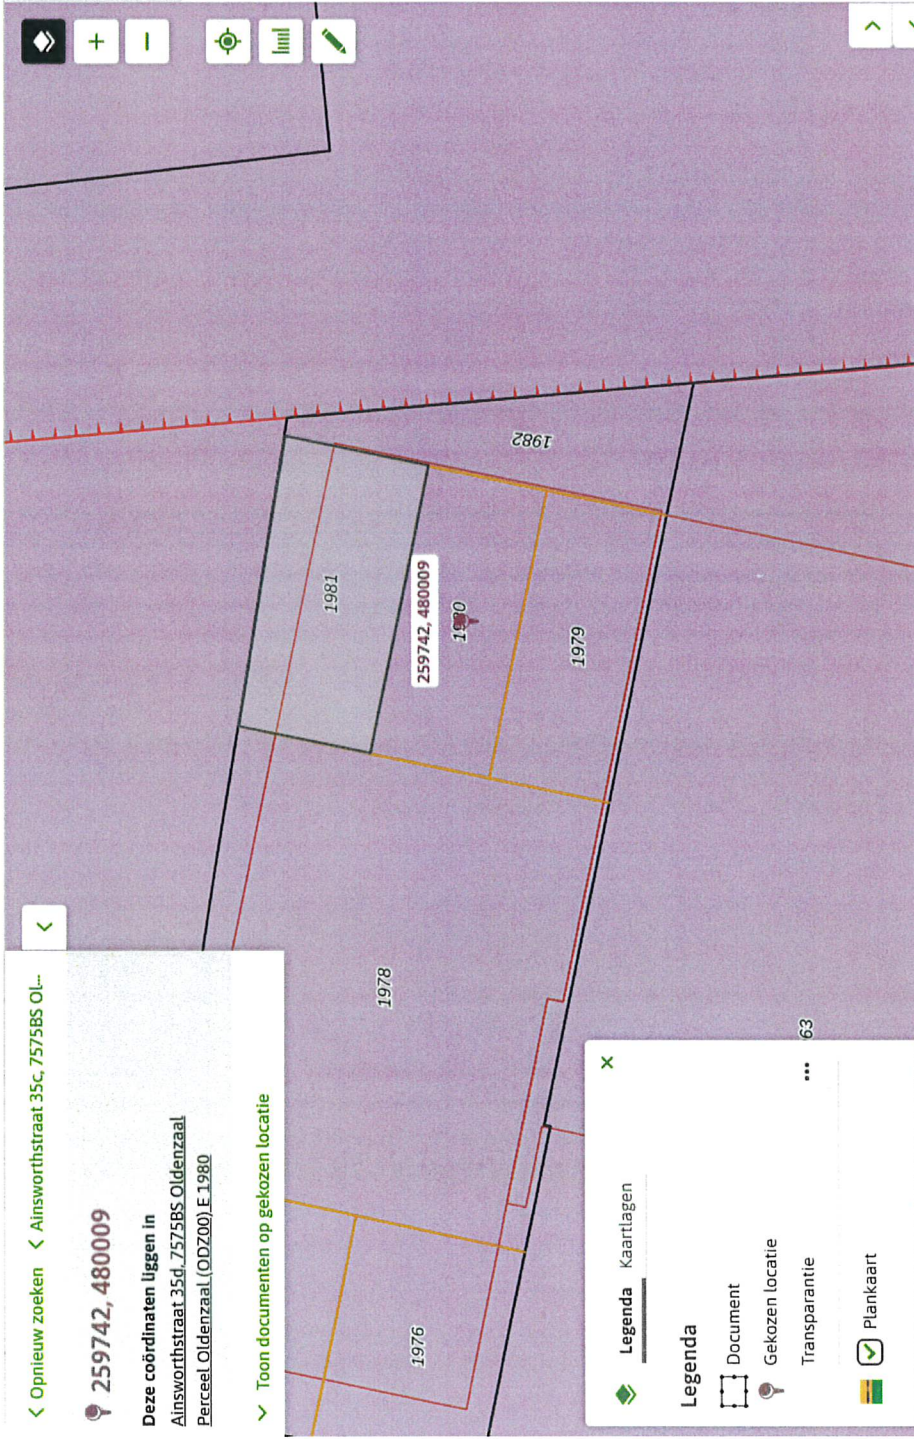 Opnieuw zoeken
Ainsworthstraat 35c, 7575BS Ol...
259742, 480009
Deze coördinaten liggen in
Ainsworthstraat 35d, 7575BS Oldenzaal
Perceel Oldenzaal (ODZ00) E 1980
Toon documenten op gekozen locatie
1981
1982
259742, 480009
1980
1979
1978
1976
63
Legenda Kaartlagen
Legenda
Document
Gekozen locatie
Transparantie
Plankaart